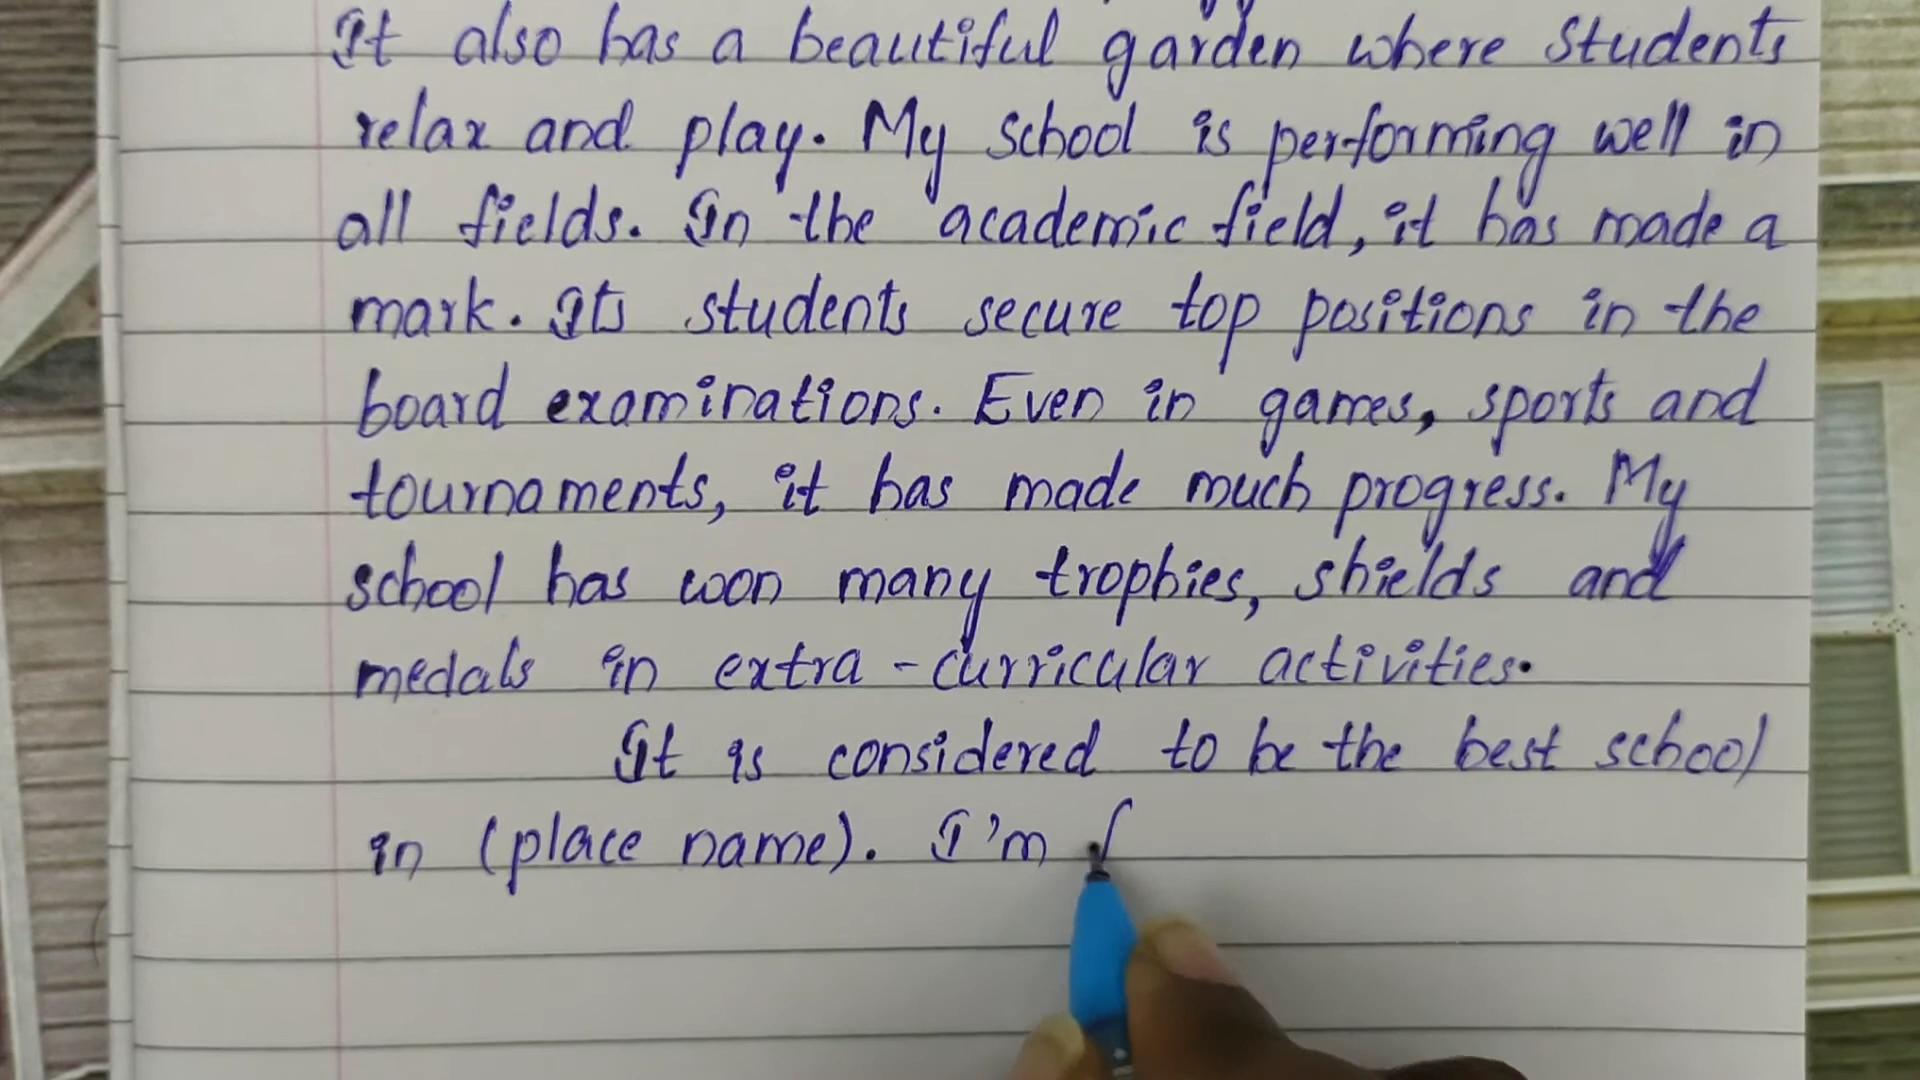 It also has a beautiful garden where students
relax and play. My school is performing well in
all fields. In the academic field, it has made a
mark. Its students secure top positions in the
board examinations. Even in games, sports and
tournaments, it has made much progress. My
school has won many trophies, shields and
medals in extra-curricular activities.
It is considered to be the best school
in (place name). I'm